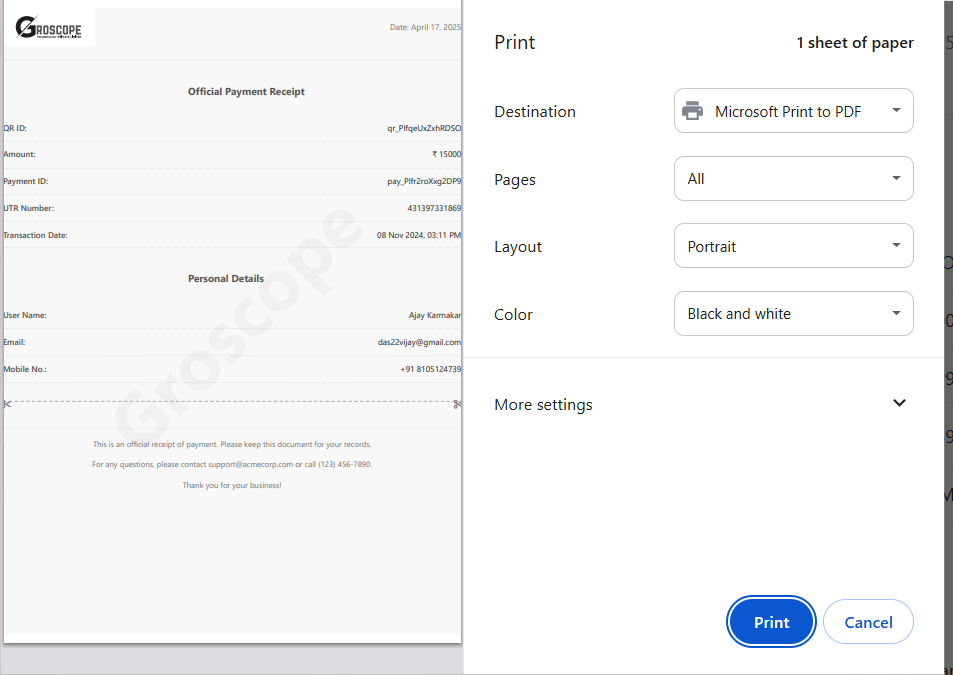 GROSCOPE
Date: April 17, 2025
Official Payment Receipt
QR ID: qr_PlfqeUxZxhRDSO
Amount: ₹ 15000
Payment ID: pay_Plfr2roXxg2DP9
UTR Number: 431397331869
Transaction Date: 08 Nov 2024, 03:11 PM
Personal Details
User Name: Ajay Karmakar
Email: das22vijay@gmail.com
Mobile No.: +91 8105124739
Groscope
This is an official receipt of payment. Please keep this document for your records.
For any questions, please contact support@acmecorp.com or call (123) 456-7890.
Thank you for your business!
Print
1 sheet of paper
Destination Microsoft Print to PDF
Pages All
Layout Portrait
Color Black and white
More settings
Print Cancel